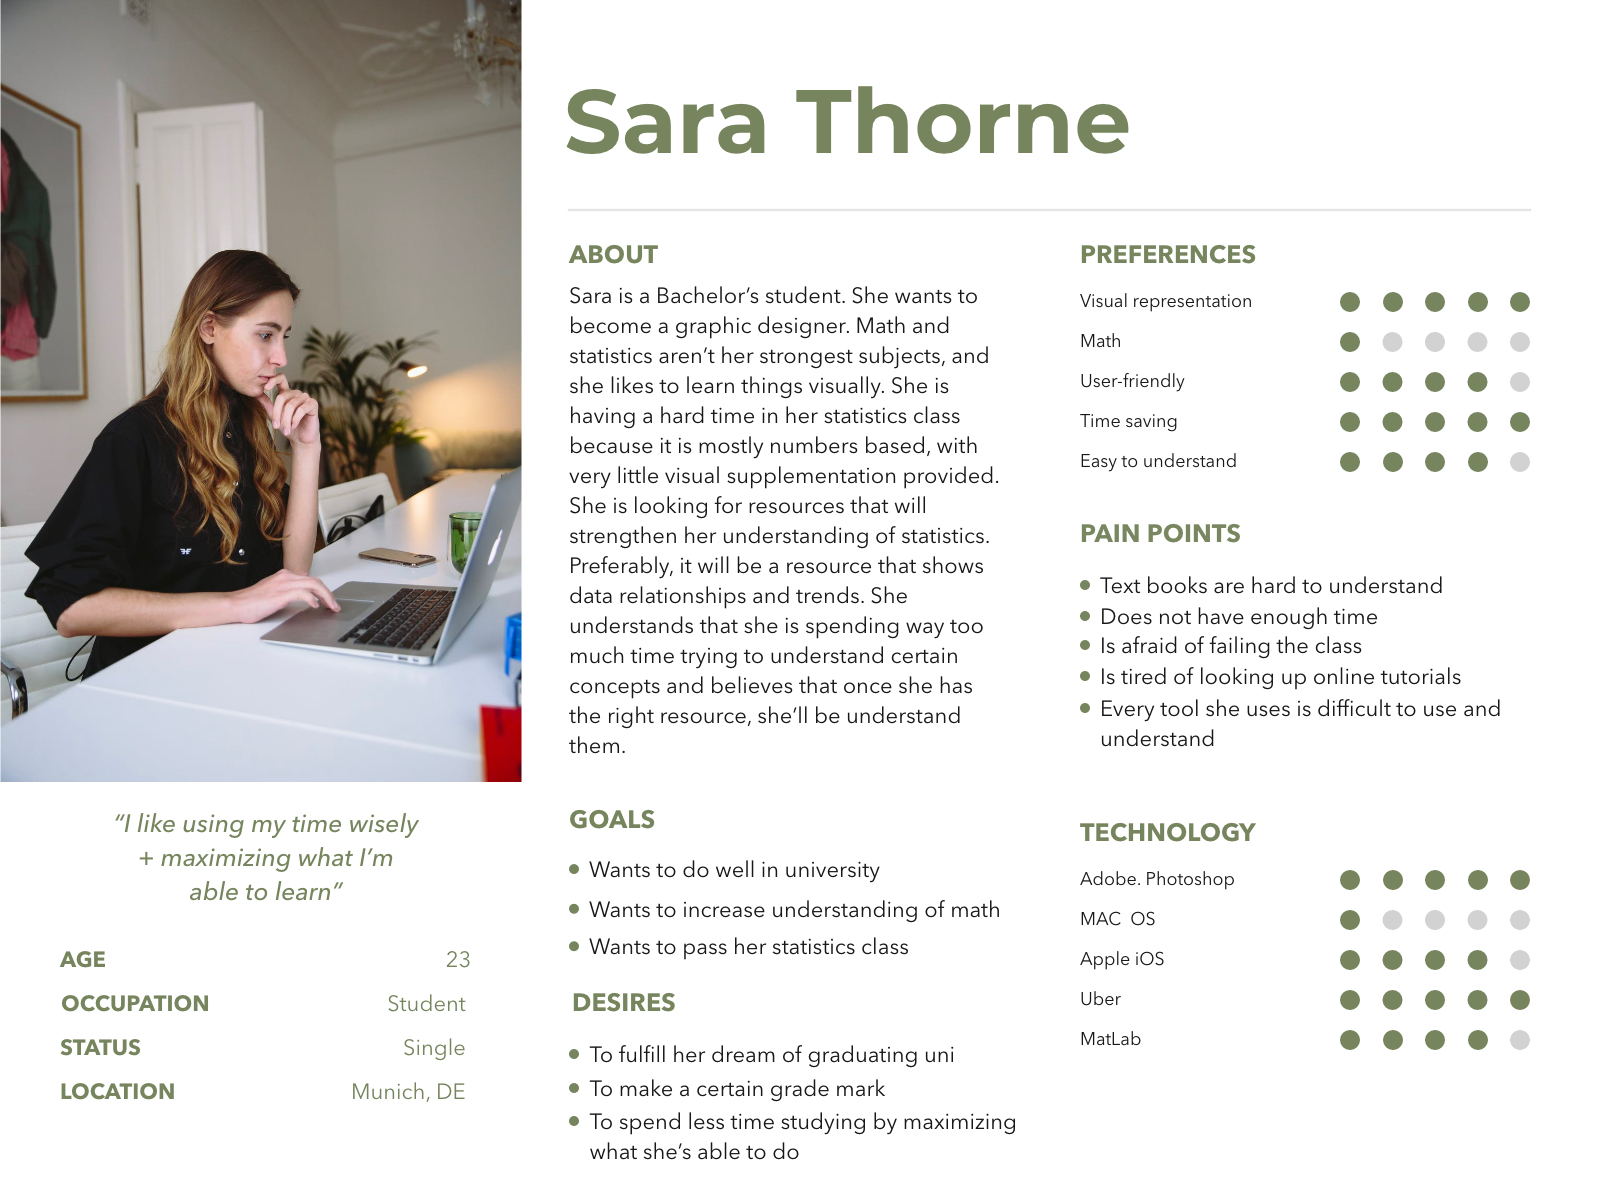 Sara Thorne
“I like using my time wisely
+ maximizing what I’m
able to learn”
AGE 23
OCCUPATION Student
STATUS Single
LOCATION Munich, DE
ABOUT
Sara is a Bachelor’s student. She wants to
become a graphic designer. Math and
statistics aren’t her strongest subjects, and
she likes to learn things visually. She is
having a hard time in her statistics class
because it is mostly numbers based, with
very little visual supplementation provided.
She is looking for resources that will
strengthen her understanding of statistics.
Preferably, it will be a resource that shows
data relationships and trends. She
understands that she is spending way too
much time trying to understand certain
concepts and believes that once she has
the right resource, she’ll be understand
them.
GOALS
Wants to do well in university
Wants to increase understanding of math
Wants to pass her statistics class
DESIRES
To fulfill her dream of graduating uni
To make a certain grade mark
To spend less time studying by maximizing
what she’s able to do
PREFERENCES
Visual representation
Math
User-friendly
Time saving
Easy to understand
PAIN POINTS
Text books are hard to understand
Does not have enough time
Is afraid of failing the class
Is tired of looking up online tutorials
Every tool she uses is difficult to use and
understand
TECHNOLOGY
Adobe. Photoshop
MAC OS
Apple iOS
Uber
MatLab